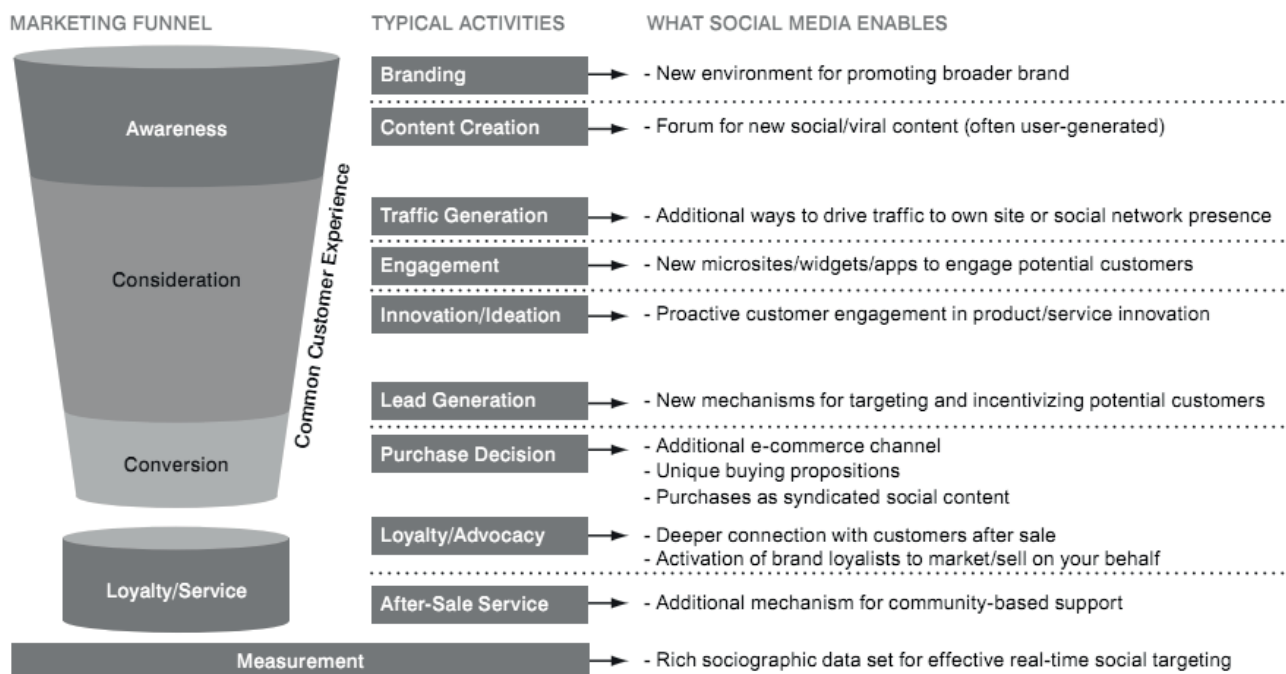 MARKETING FUNNEL TYPICAL ACTIVITIES WHAT SOCIAL MEDIA ENABLES
Awareness
Consideration
Conversion
Common Customer Experience
Loyalty/Service
Branding - New environment for promoting broader brand
Content Creation - Forum for new social/viral content (often user-generated)
Traffic Generation - Additional ways to drive traffic to own site or social network presence
Engagement - New microsites/widgets/apps to engage potential customers
Innovation/Ideation - Proactive customer engagement in product/service innovation
Lead Generation - New mechanisms for targeting and incentivizing potential customers
Purchase Decision - Additional e-commerce channel
- Unique buying propositions
- Purchases as syndicated social content
Loyalty/Advocacy - Deeper connection with customers after sale
- Activation of brand loyalists to market/sell on your behalf
After-Sale Service - Additional mechanism for community-based support
Measurement - Rich sociographic data set for effective real-time social targeting